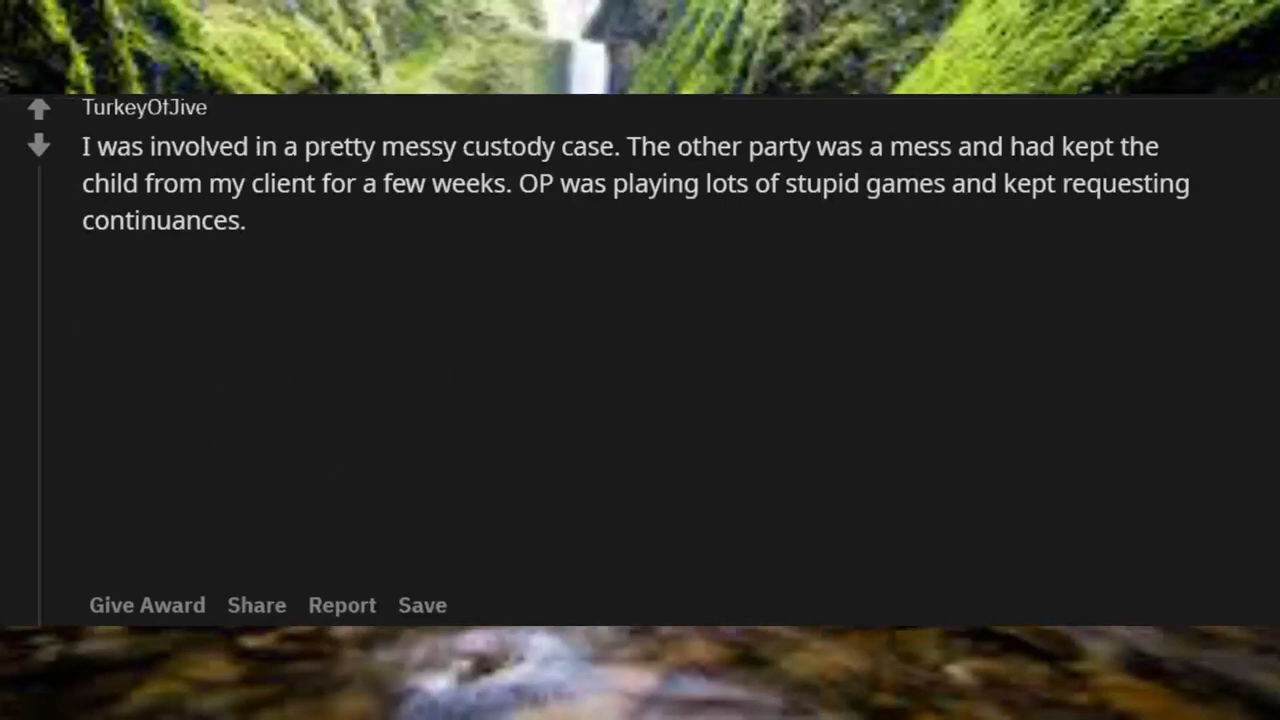 TurkeyOfJive
I was involved in a pretty messy custody case. The other party was a mess and had kept the
child from my client for a few weeks. OP was playing lots of stupid games and kept requesting
continuances.
Give Award Share Report Save